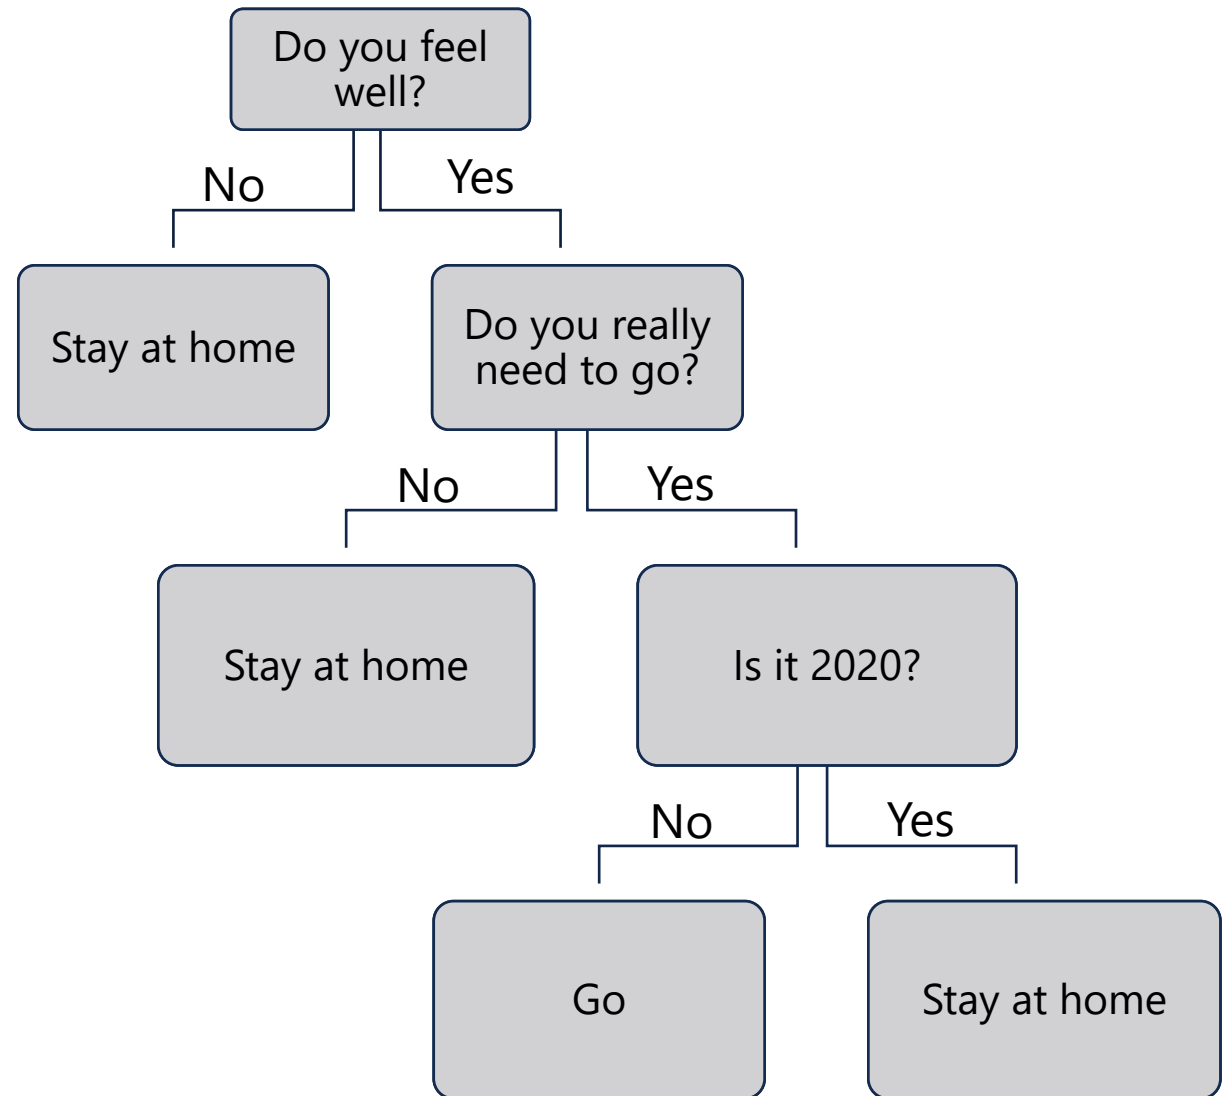 Do you feel
well?
No
Yes
Stay at home
Do you really
need to go?
No
Yes
Stay at home
Is it 2020?
No
Yes
Go
Stay at home